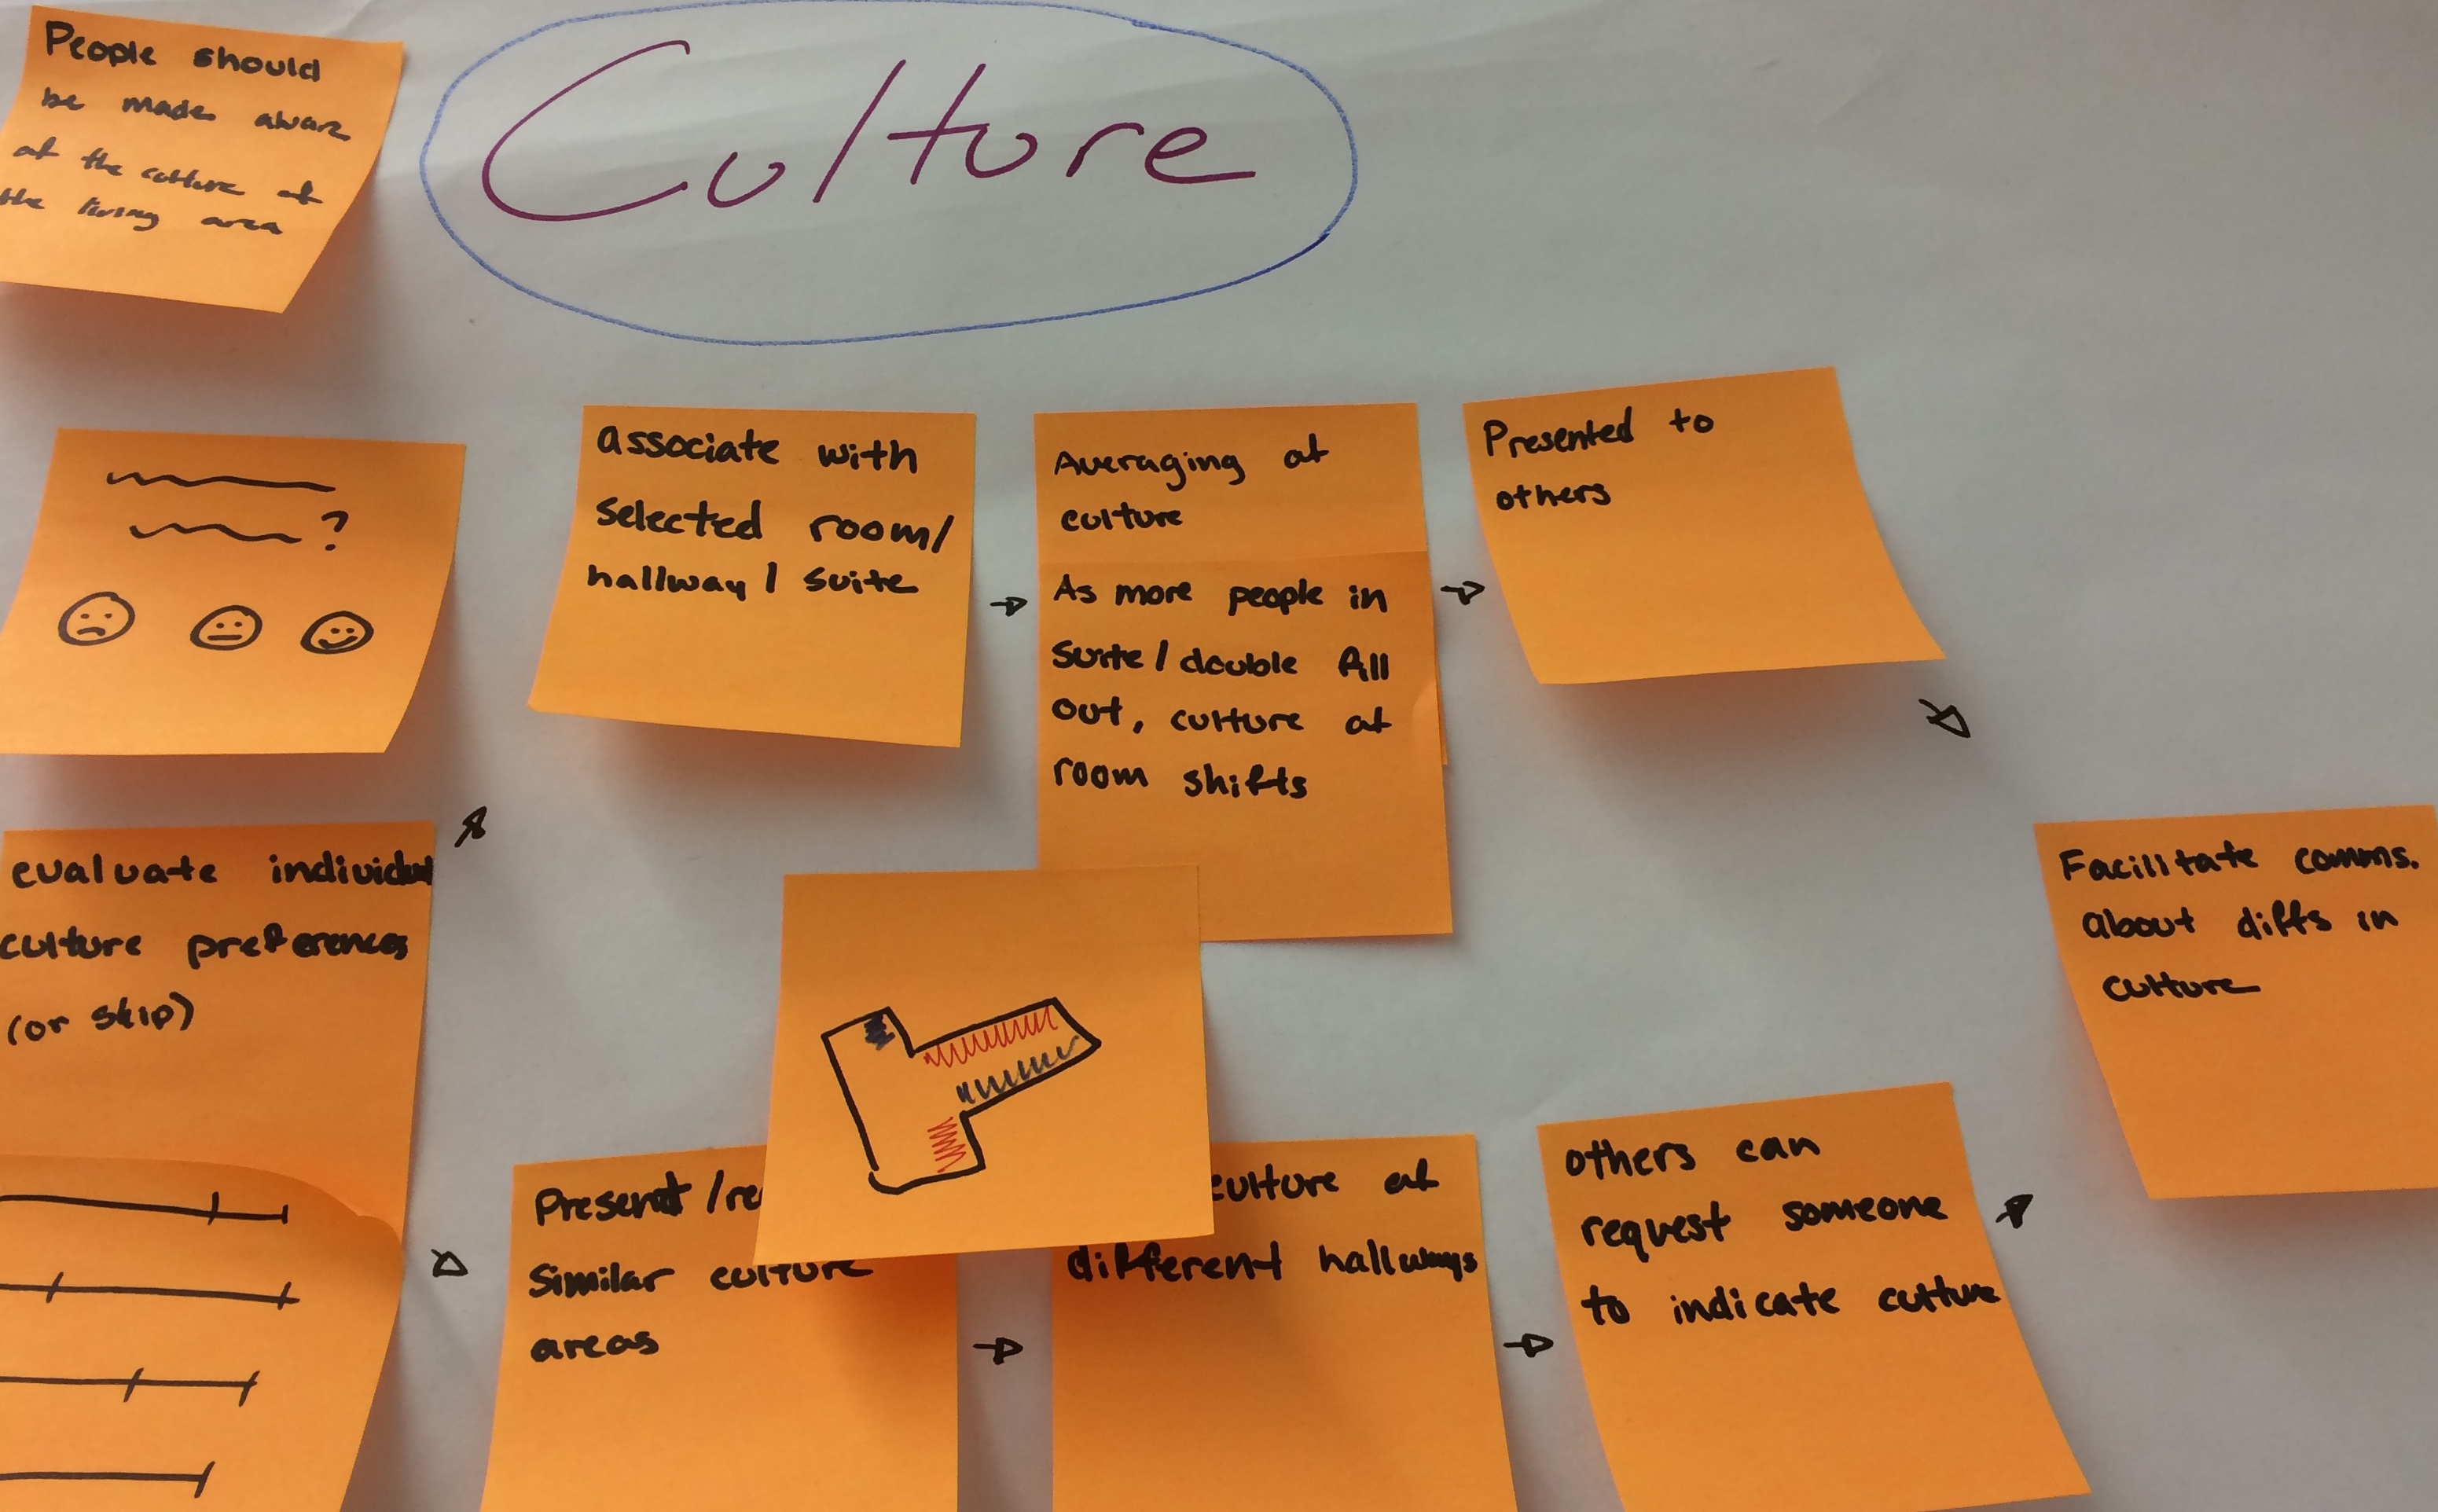 People should
be made aware
of the culture of
the living area
Culture
?
associate with
selected room/
hallway / suite
Averaging of
culture
As more people in
suite / double fill
out, culture of
room shifts
Presented to
others
evaluate individual
culture preferences
(or skip)
Facilitate comms.
about diffs in
culture
Present /re
Similar culture
areas
culture of
different hallways
others can
request someone
to indicate culture